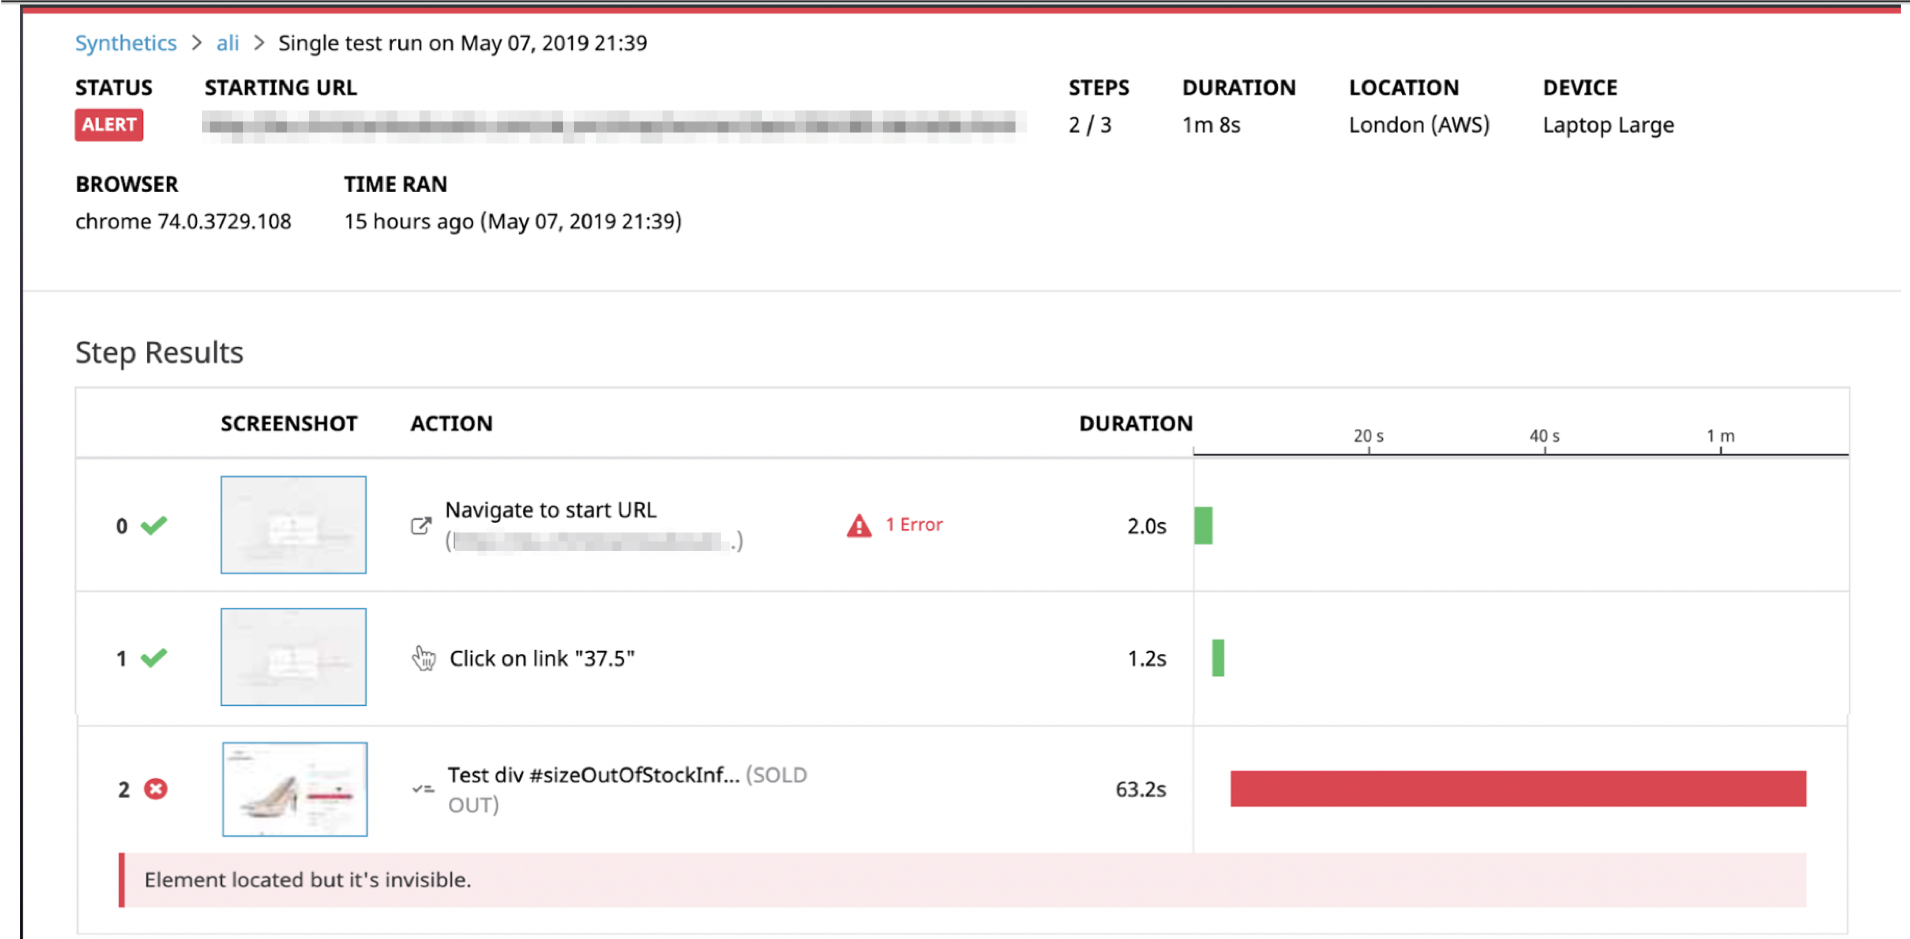 Synthetics > ali > Single test run on May 07, 2019 21:39
STATUS STARTING URL STEPS DURATION LOCATION DEVICE
ALERT 2 / 3 1m 8s London (AWS) Laptop Large
BROWSER TIME RAN
chrome 74.0.3729.108 15 hours ago (May 07, 2019 21:39)
Step Results
SCREENSHOT ACTION DURATION 20 s 40 s 1 m
0 Navigate to start URL 1 Error 2.0s
1 Click on link "37.5" 1.2s
2 Test div #sizeOutOfStockInf... (SOLD
OUT) 63.2s
Element located but it's invisible.